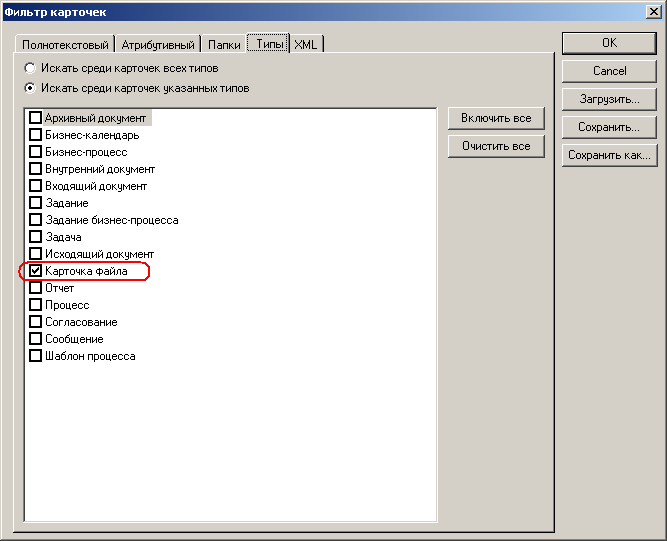 Фильтр карточек
Полнотекстовый Атрибутивный Папки Типы XML
Искать среди карточек всех типов
Искать среди карточек указанных типов
Архивный документ
Бизнес-календарь
Бизнес-процесс
Внутренний документ
Входящий документ
Задание
Задание бизнес-процесса
Задача
Исходящий документ
Карточка файла
Отчет
Процесс
Согласование
Сообщение
Шаблон процесса
Включить все
Очистить все
OK
Cancel
Загрузить...
Сохранить...
Сохранить как...